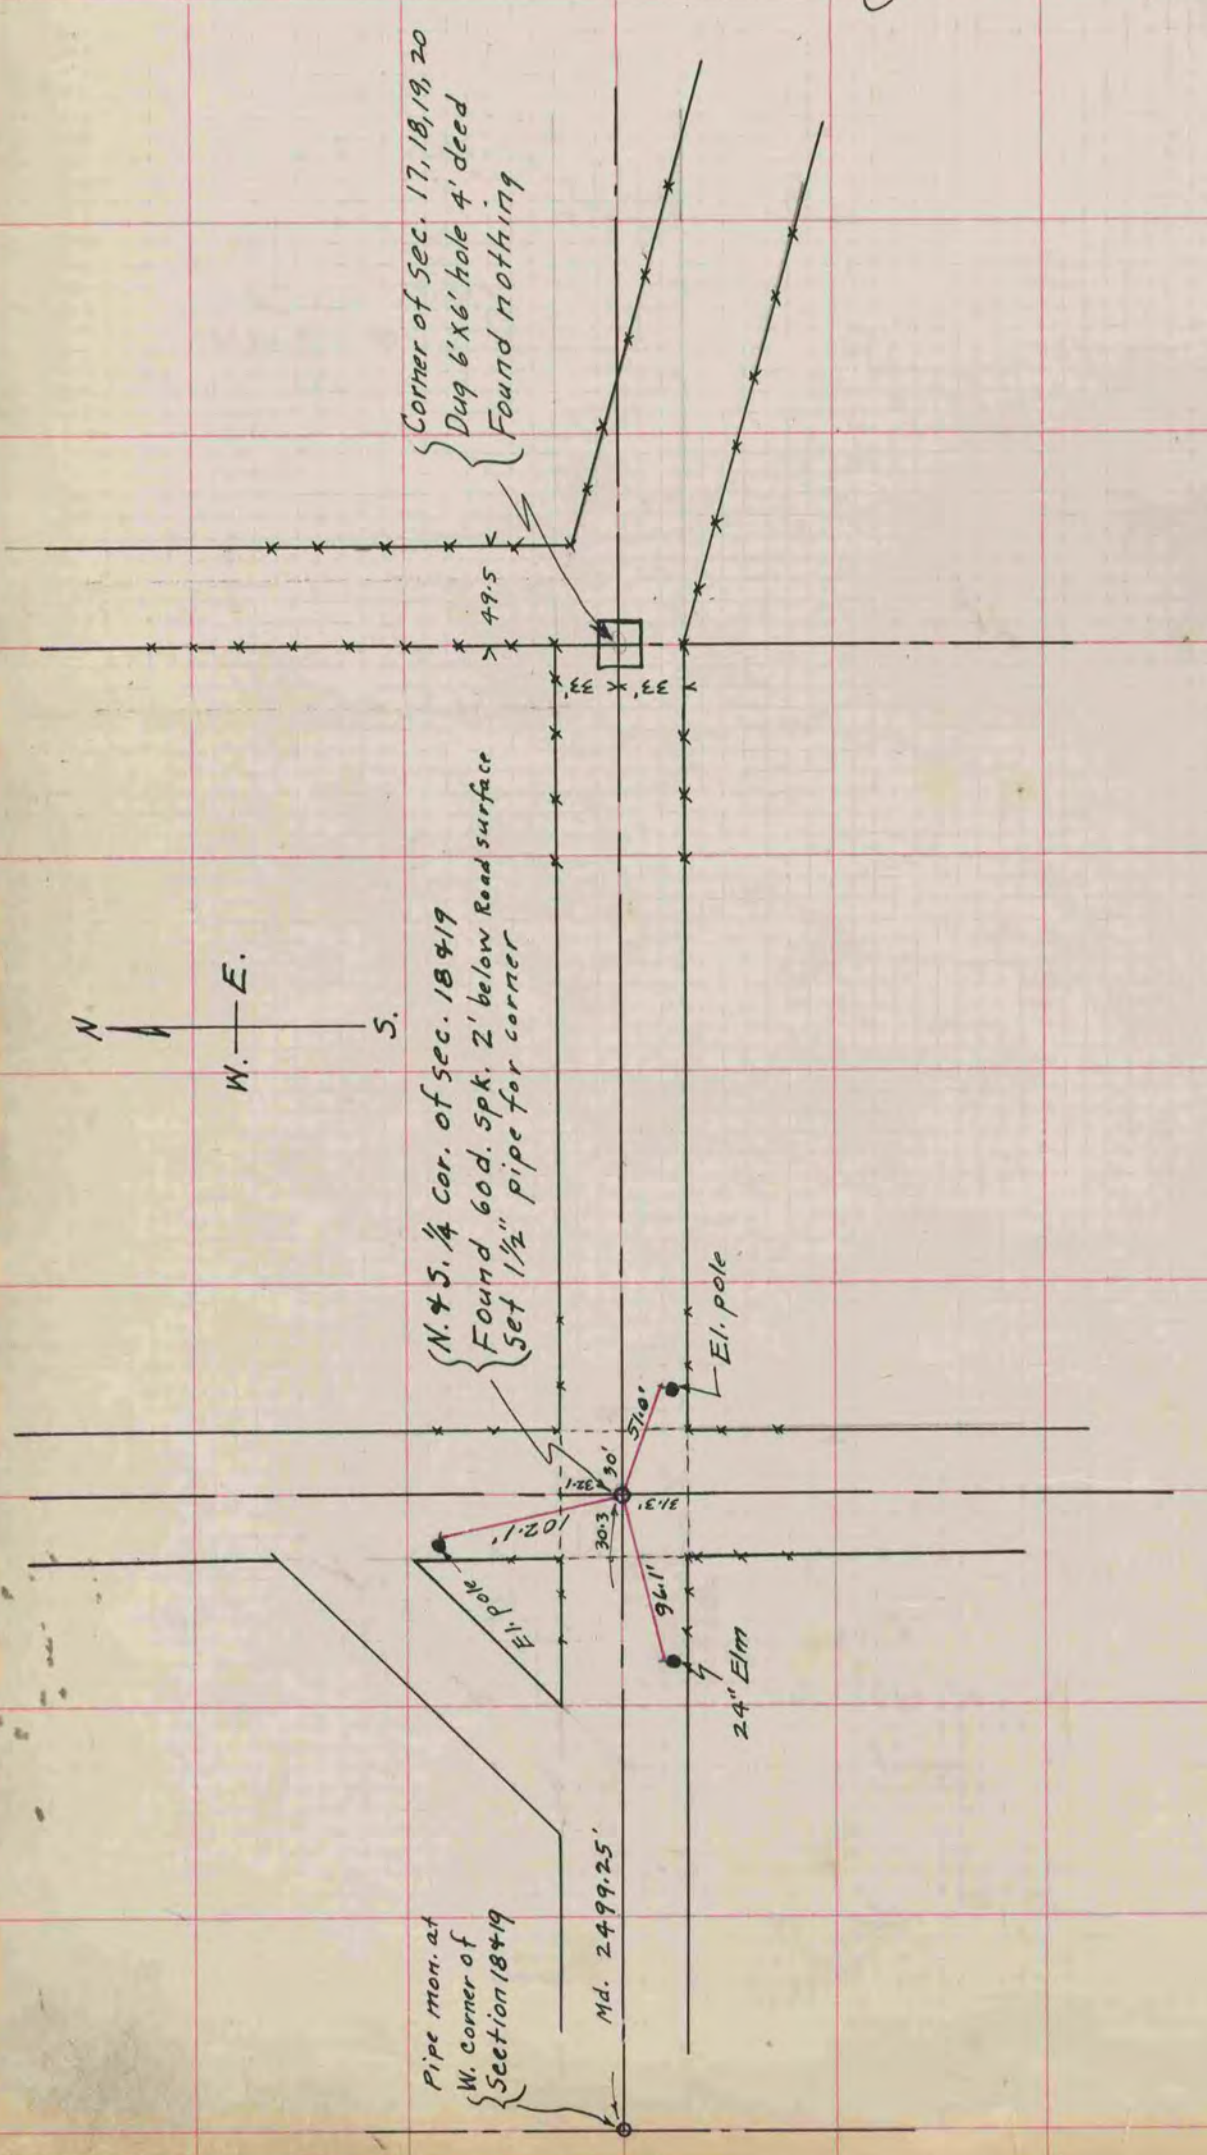 Corner of Sec. 17, 18, 19, 20
Dug 6'X6' hole 4' deed
Found nothing
49.5
33'
33'
N
W. E.
S.
N. & S. 1/4 Cor. of Sec. 18 & 19
Found 60d. Spk. 2' below Road surface
Set 1 1/2" pipe for corner
El. pole
51.0'
30'
32.1
31.3'
30.3
102.1'
El. Pole
96.1'
24" Elm
Pipe mon. at
W. corner of
Section 18 & 19
Md. 2499.25'